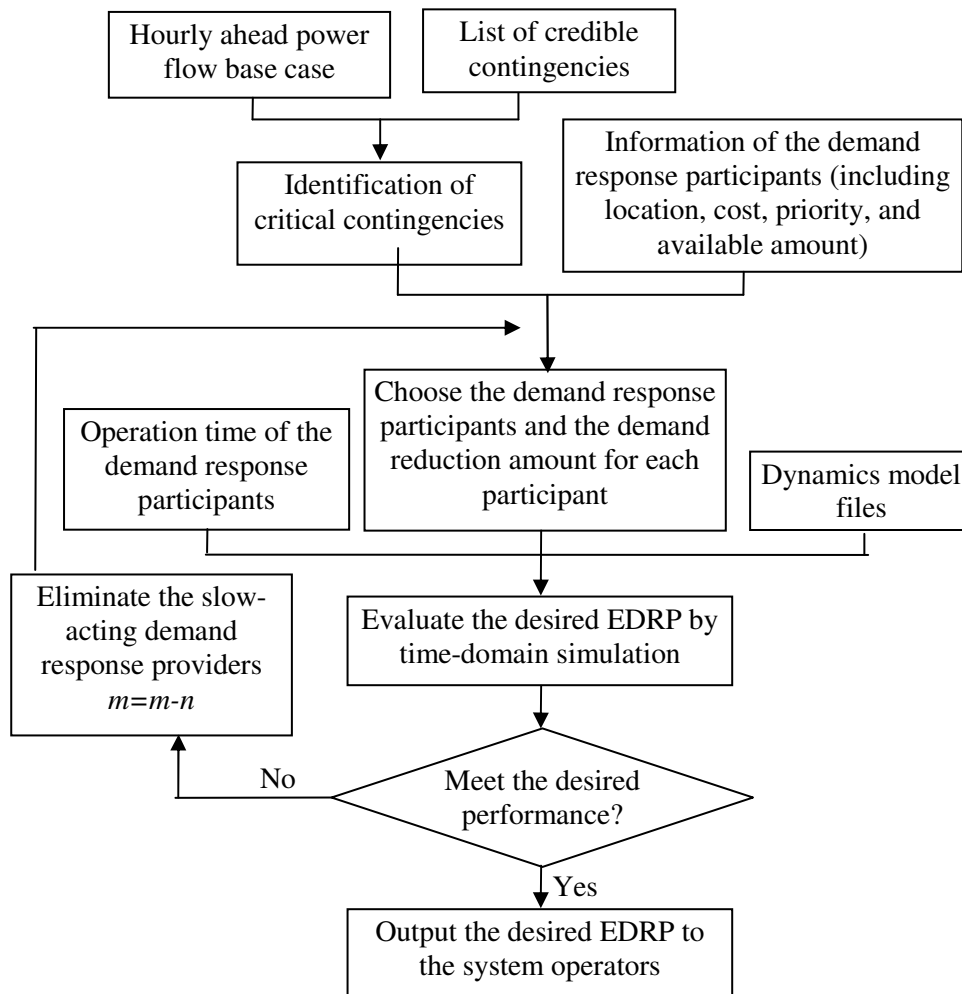 Hourly ahead power
flow base case
List of credible
contingencies
Identification of
critical contingencies
Information of the demand
response participants (including
location, cost, priority, and
available amount)
Choose the demand response
participants and the demand
reduction amount for each
participant
Operation time of the
demand response
participants
Dynamics model
files
Eliminate the slow-
acting demand
response providers
m=m-n
Evaluate the desired EDRP by
time-domain simulation
No
Meet the desired
performance?
Yes
Output the desired EDRP to
the system operators